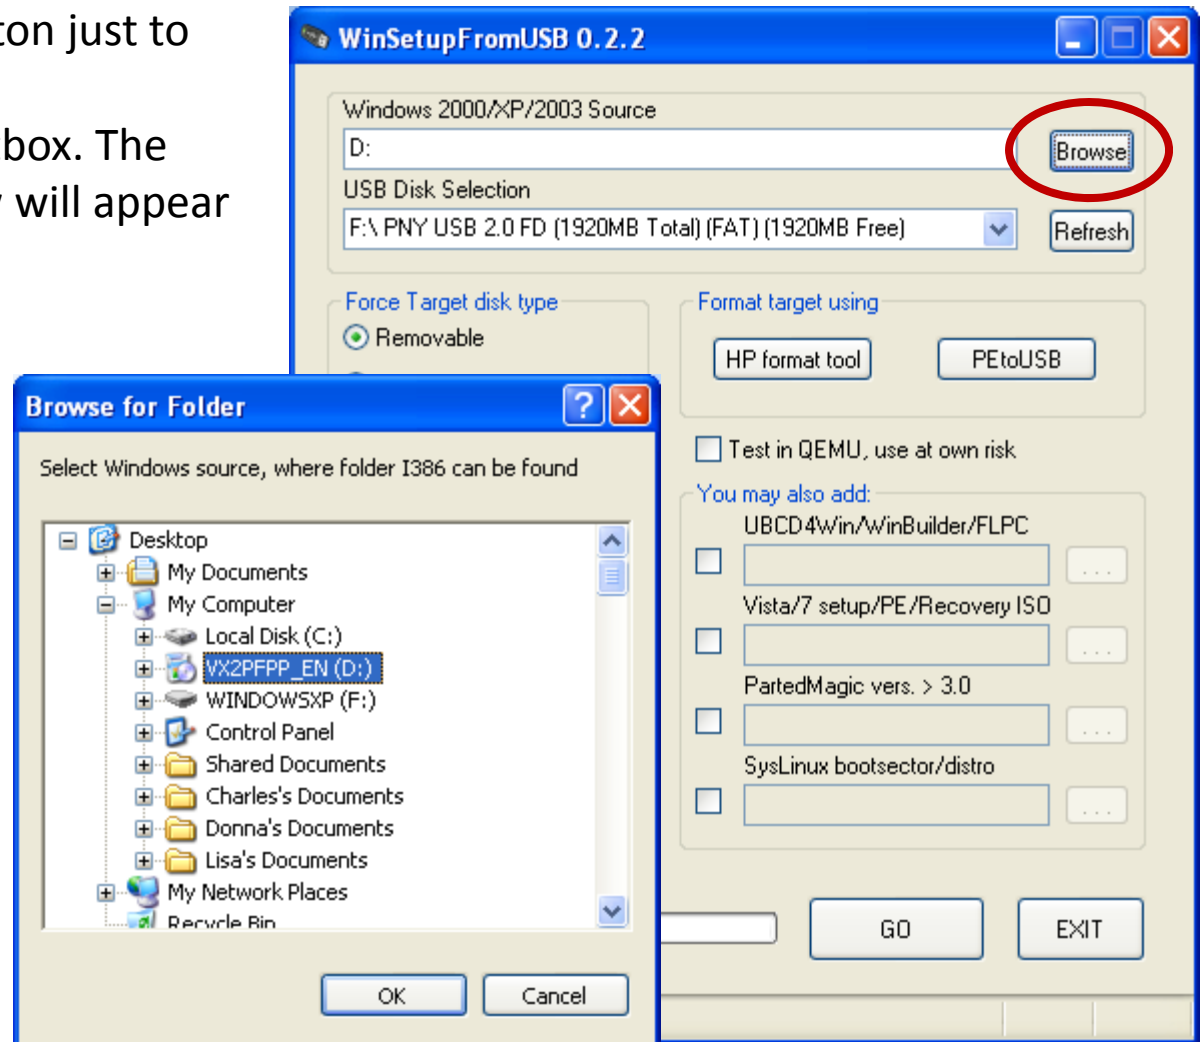 ton just to
box. The
will appear
WinSetupFromUSB 0.2.2
Windows 2000/XP/2003 Source
D:
Browse
USB Disk Selection
F:\ PNY USB 2.0 FD (1920MB Total) (FAT) (1920MB Free)
Refresh
Force Target disk type
Removable
Format target using
HP format tool
PEtoUSB
Test in QEMU, use at own risk
You may also add:
UBCD4Win/WinBuilder/FLPC
...
Vista/7 setup/PE/Recovery ISO
...
PartedMagic vers. > 3.0
...
SysLinux bootsector/distro
...
GO
EXIT
Browse for Folder
Select Windows source, where folder I386 can be found
Desktop
My Documents
My Computer
Local Disk (C:)
VX2PFPP_EN (D:)
WINDOWSXP (F:)
Control Panel
Shared Documents
Charles's Documents
Donna's Documents
Lisa's Documents
My Network Places
Recycle Bin
OK
Cancel